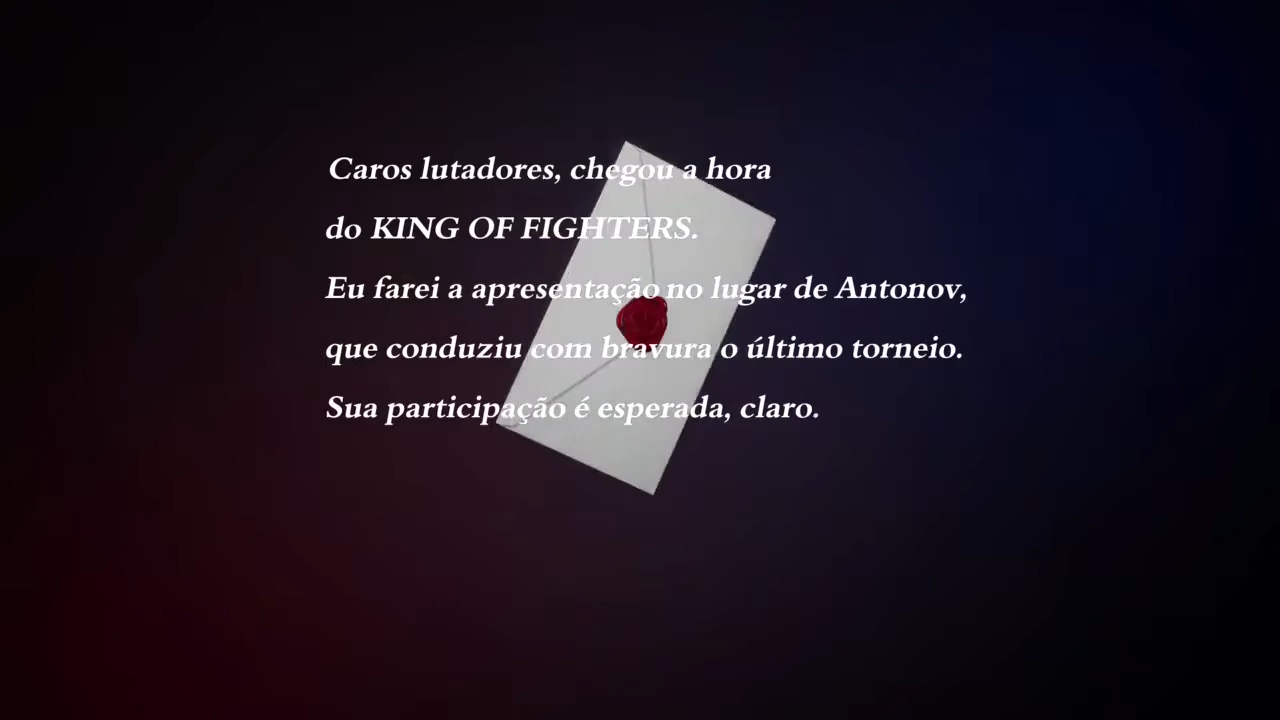 Caros lutadores, chegou a hora
do KING OF FIGHTERS.
Eu farei a apresentação no lugar de Antonov,
que conduziu com bravura o último torneio.
Sua participação é esperada, claro.